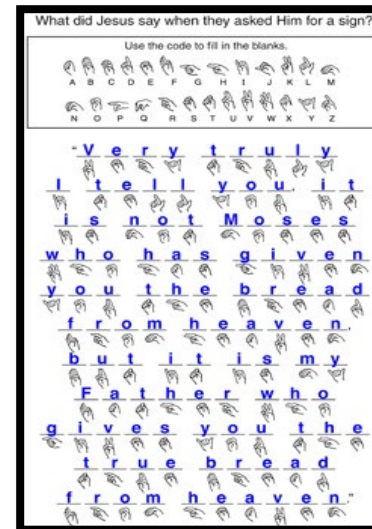 What did Jesus say when they asked Him for a sign?
Use the code to fill in the blanks.
A B C D E F G H I J K L M
N O P Q R S T U V W X Y Z
"Very truly
I tell you, it
is not Moses
who has given
you the bread
from heaven,
but it is my
Father who
gives you the
true bread
from heaven."